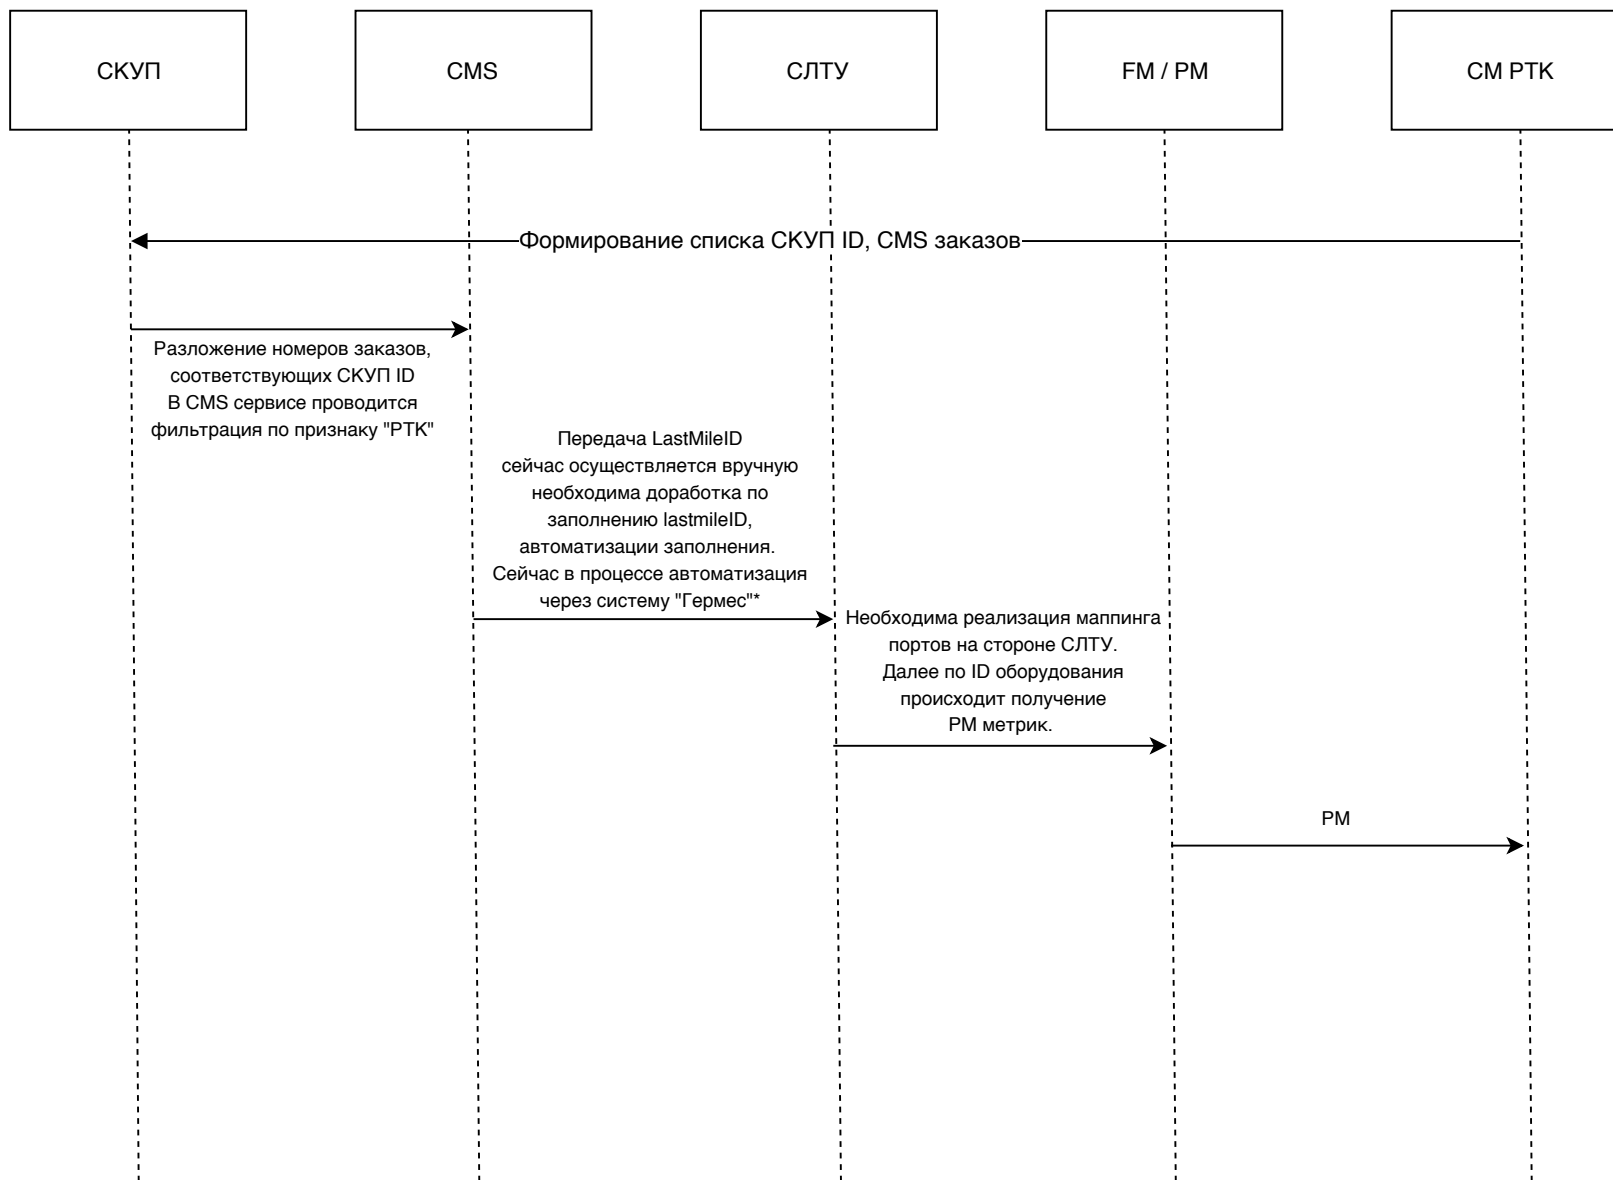 СКУП
CMS
СЛТУ
FM / PM
СМ РТК
Формирование списка СКУП ID, CMS заказов
Разложение номеров заказов,
соответствующих СКУП ID
В CMS сервисе проводится
фильтрация по признаку "РТК"
Передача LastMileID
сейчас осуществляется вручную
необходима доработка по
заполнению lastmileID,
автоматизации заполнения.
Сейчас в процессе автоматизация
через систему "Гермес"*
Необходима реализация маппинга
портов на стороне СЛТУ.
Далее по ID оборудования
происходит получение
PM метрик.
PM